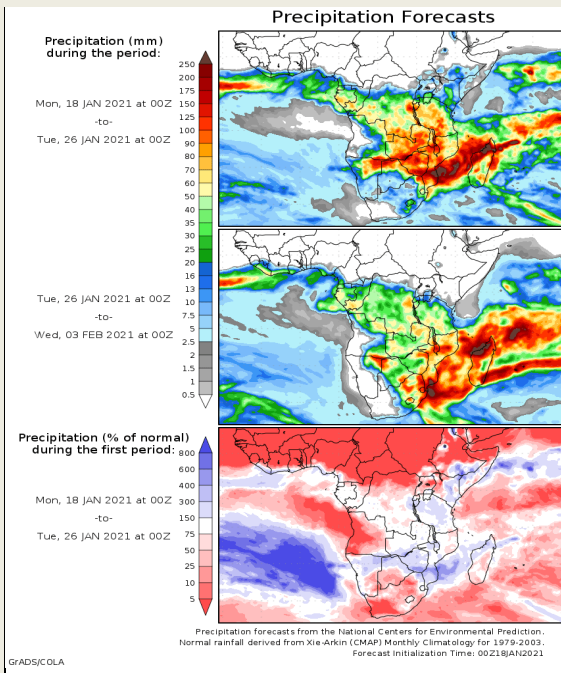 Precipitation Forecasts
Precipitation (mm)
during the period:
Mon, 18 JAN 2021 at 00Z
-to-
Tue, 26 JAN 2021 at 00Z
250
200
175
150
125
100
90
80
70
60
50
40
35
30
25
20
16
13
10
7.5
5
2.5
2
1.5
1
0.5
Tue, 26 JAN 2021 at 00Z
-to-
Wed, 03 FEB 2021 at 00Z
Precipitation (% of normal)
during the first period:
Mon, 18 JAN 2021 at 00Z
-to-
Tue, 26 JAN 2021 at 00Z
800
600
400
300
150
75
50
25
10
5
Precipitation forecasts from the National Centers for Environmental Prediction.
Normal rainfall derived from Xie-Arkin (CMAP) Monthly Climatology for 1979-2003.
Forecast Initialization Time: 00Z18JAN2021
GrADS/COLA